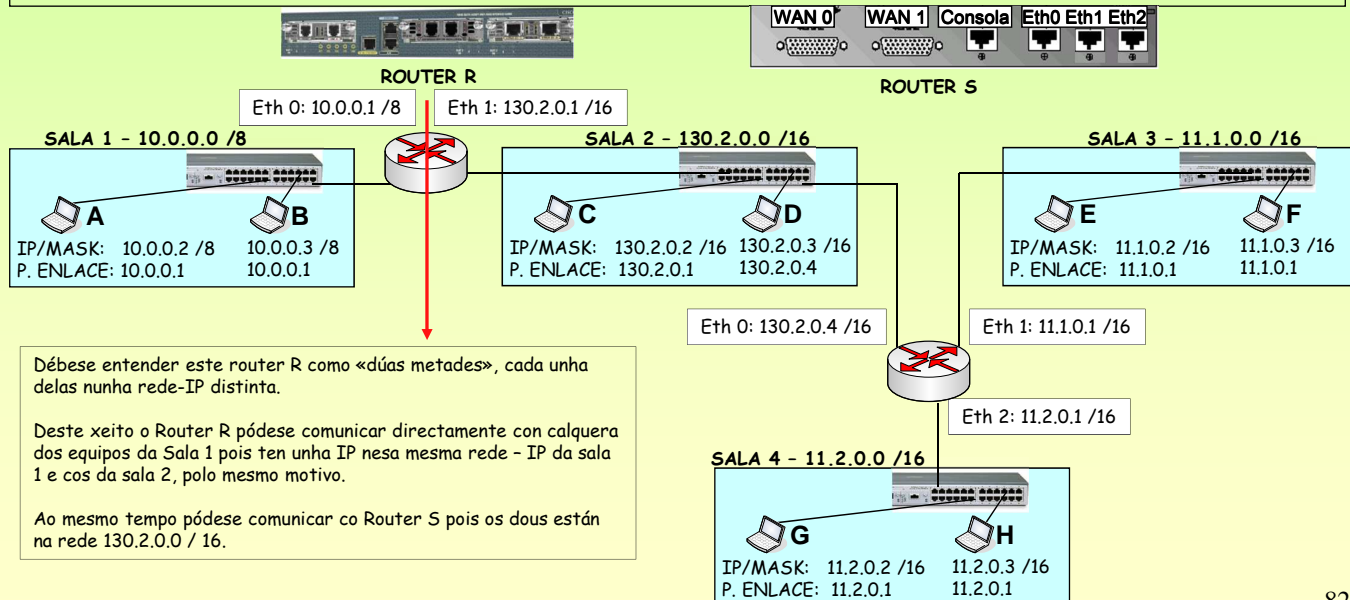 WAN 0 WAN 1 Consola Eth0 Eth1 Eth2
ROUTER R
ROUTER S
Eth 0: 10.0.0.1 /8
Eth 1: 130.2.0.1 /16
SALA 1 – 10.0.0.0 /8
A
B
IP/MASK: 10.0.0.2 /8 10.0.0.3 /8
P. ENLACE: 10.0.0.1 10.0.0.1
SALA 2 – 130.2.0.0 /16
C
D
IP/MASK: 130.2.0.2 /16 130.2.0.3 /16
P. ENLACE: 130.2.0.1 130.2.0.4
SALA 3 – 11.1.0.0 /16
E
F
IP/MASK: 11.1.0.2 /16 11.1.0.3 /16
P. ENLACE: 11.1.0.1 11.1.0.1
Eth 0: 130.2.0.4 /16
Eth 1: 11.1.0.1 /16
Eth 2: 11.2.0.1 /16
Débese entender este router R como «dúas metades», cada unha
delas nunha rede-IP distinta.
Deste xeito o Router R pódese comunicar directamente con calquera
dos equipos da Sala 1 pois ten unha IP nesa mesma rede – IP da sala
1 e cos da sala 2, polo mesmo motivo.
Ao mesmo tempo pódese comunicar co Router S pois os dous están
na rede 130.2.0.0 / 16.
SALA 4 – 11.2.0.0 /16
G
H
IP/MASK: 11.2.0.2 /16 11.2.0.3 /16
P. ENLACE: 11.2.0.1 11.2.0.1
82